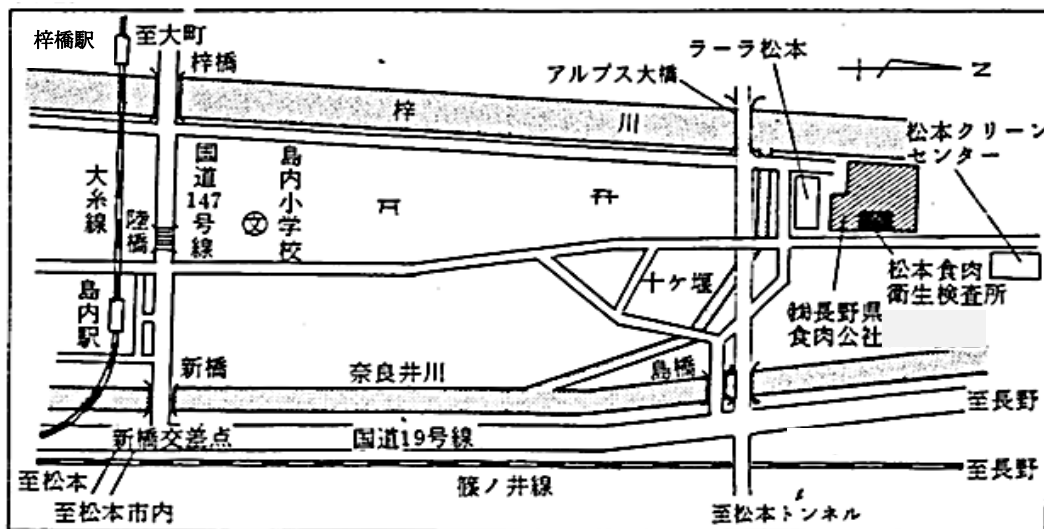 梓橋駅
至大町
梓橋
ラーラ松本
アルプス大橋
N
梓川
松本クリーン
センター
大糸線
陸橋
国道147号線
島内小学校
文
十ヶ堰
松本食肉
衛生検査所
島内駅
㈱長野県
食肉公社
新橋
奈良井川
島橋
至長野
新橋交差点
国道19号線
至長野
至松本
篠ノ井線
至松本市内
至松本トンネル